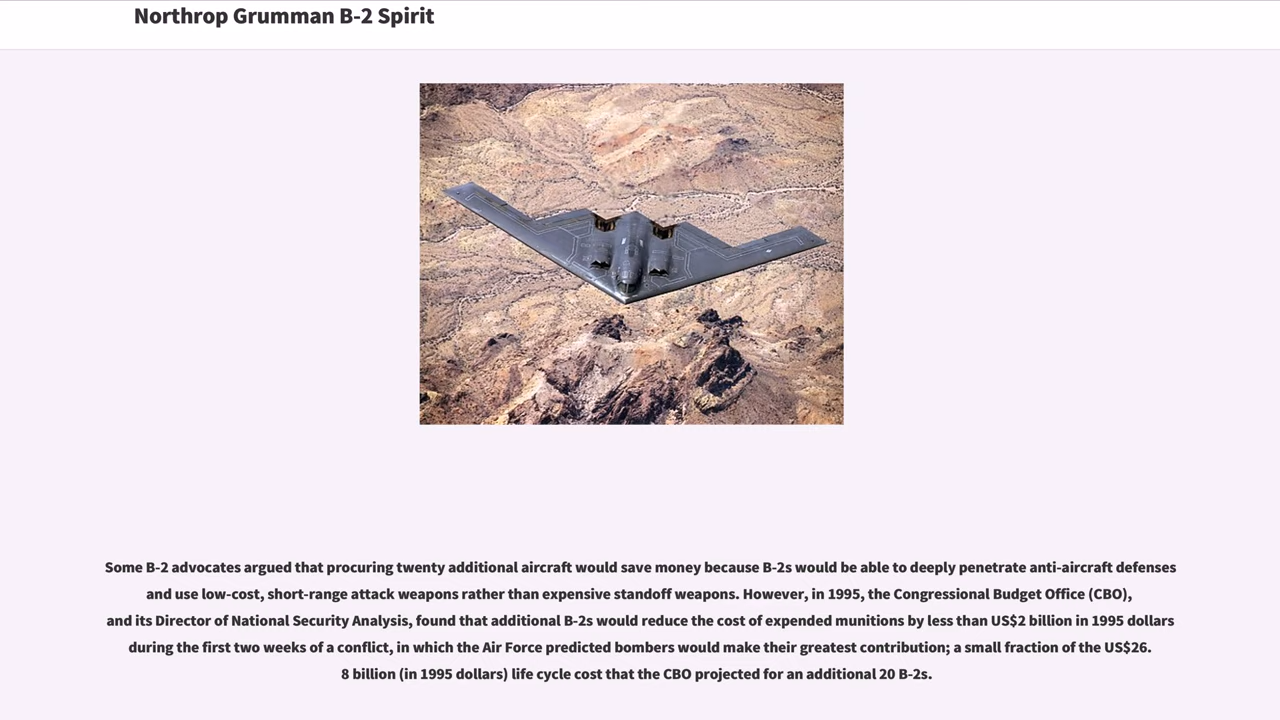 Northrop Grumman B-2 Spirit
Some B-2 advocates argued that procuring twenty additional aircraft would save money because B-2s would be able to deeply penetrate anti-aircraft defenses
and use low-cost, short-range attack weapons rather than expensive standoff weapons. However, in 1995, the Congressional Budget Office (CBO),
and its Director of National Security Analysis, found that additional B-2s would reduce the cost of expended munitions by less than US$2 billion in 1995 dollars
during the first two weeks of a conflict, in which the Air Force predicted bombers would make their greatest contribution; a small fraction of the US$26.
8 billion (in 1995 dollars) life cycle cost that the CBO projected for an additional 20 B-2s.